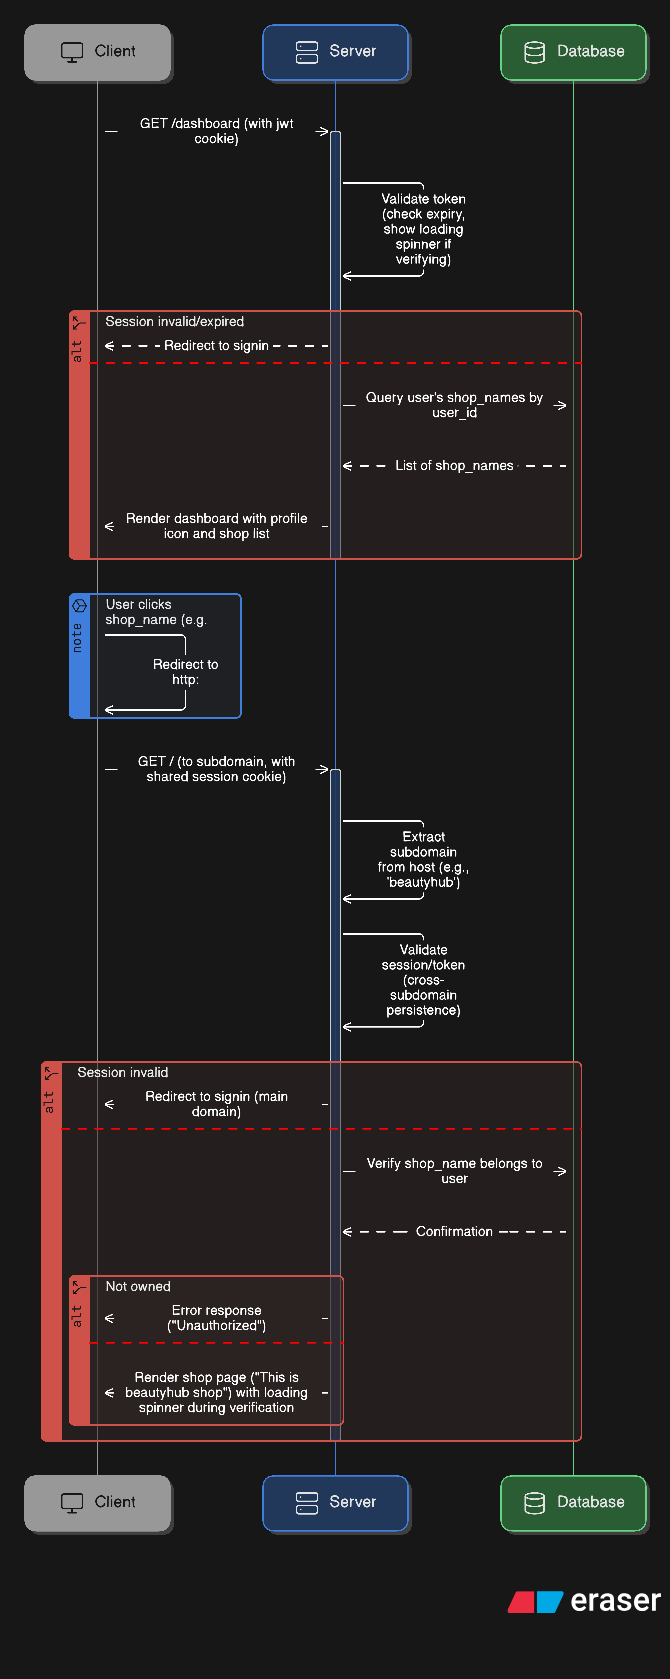 Client
Server
Database
GET /dashboard (with jwt
cookie)
Validate token
(check expiry,
show loading
spinner if
verifying)
alt
Session invalid/expired
Redirect to signin
Query user's shop_names by
user_id
List of shop_names
Render dashboard with profile
icon and shop list
note
User clicks
shop_name (e.g.
Redirect to
http:
GET / (to subdomain, with
shared session cookie)
Extract
subdomain
from host (e.g.,
'beautyhub')
Validate
session/token
(cross-
subdomain
persistence)
alt
Session invalid
Redirect to signin (main
domain)
Verify shop_name belongs to
user
Confirmation
alt
Not owned
Error response
("Unauthorized")
Render shop page ("This is
beautyhub shop") with loading
spinner during verification
Client
Server
Database
eraser